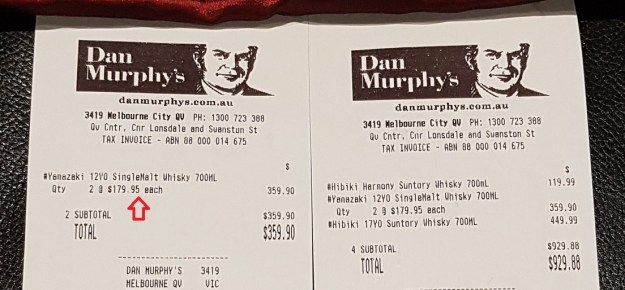 Dan
Murphy's
danmurphys.com.au
3419 Melbourne City QV PH: 1300 723 388
Qv Cntr, Cnr Lonsdale and Swanston St
TAX INVOICE - ABN 88 000 014 675
$
#Yamazaki 12YO SingleMalt Whisky 700ML
Qty 2 @ $179.95 each 359.90
2 SUBTOTAL $359.90
TOTAL $359.90
DAN MURPHY'S 3419
MELBOURNE QV VIC
Dan
Murphy's
danmurphys.com.au
3419 Melbourne City QV PH: 1300 723 388
Qv Cntr, Cnr Lonsdale and Swanston St
TAX INVOICE - ABN 88 000 014 675
$
#Hibiki Harmony Suntory Whisky 700mL 119.99
#Yamazaki 12YO SingleMalt Whisky 700ML
Qty 2 @ $179.95 each 359.90
#Hibiki 17YO Suntory Whisky 700ML 449.99
4 SUBTOTAL $929.88
TOTAL $929.88